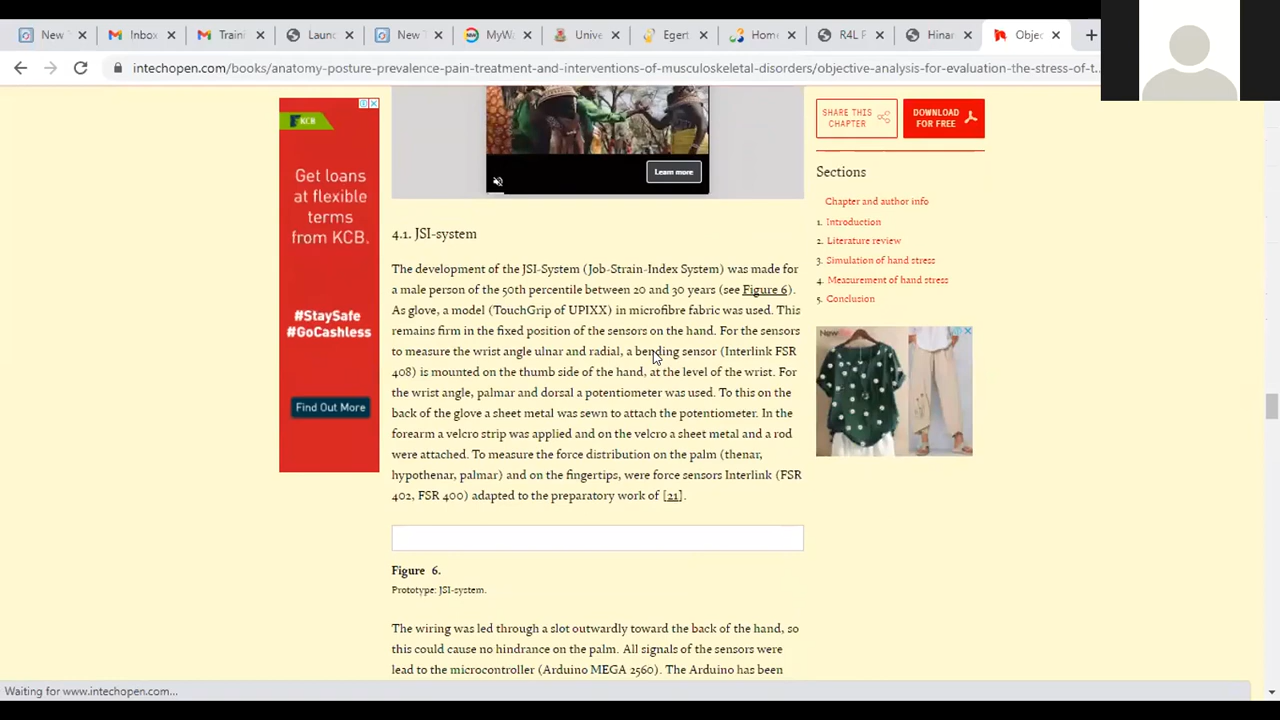 New
Inbox
Traini
Launc
New T
MyWa
Unive
Egert
Home
R4L P
Hinar
Objec
intechopen.com/books/anatomy-posture-prevalence-pain-treatment-and-interventions-of-musculoskeletal-disorders/objective-analysis-for-evaluation-the-stress-of-t...
KCB
Get loans
at flexible
terms
from KCB.
#StaySafe
#GoCashless
Find Out More
Learn more
SHARE THIS
CHAPTER
DOWNLOAD
FOR FREE
Sections
Chapter and author info
1. Introduction
2. Literature review
3. Simulation of hand stress
4. Measurement of hand stress
5. Conclusion
New
4.1. JSI-system
The development of the JSI-System (Job-Strain-Index System) was made for
a male person of the 50th percentile between 20 and 30 years (see Figure 6).
As glove, a model (TouchGrip of UPIXX) in microfibre fabric was used. This
remains firm in the fixed position of the sensors on the hand. For the sensors
to measure the wrist angle ulnar and radial, a bending sensor (Interlink FSR
408) is mounted on the thumb side of the hand, at the level of the wrist. For
the wrist angle, palmar and dorsal a potentiometer was used. To this on the
back of the glove a sheet metal was sewn to attach the potentiometer. In the
forearm a velcro strip was applied and on the velcro a sheet metal and a rod
were attached. To measure the force distribution on the palm (thenar,
hypothenar, palmar) and on the fingertips, were force sensors Interlink (FSR
402, FSR 400) adapted to the preparatory work of [21].
Figure 6.
Prototype: JSI-system.
The wiring was led through a slot outwardly toward the back of the hand, so
this could cause no hindrance on the palm. All signals of the sensors were
lead to the microcontroller (Arduino MEGA 2560). The Arduino has been
Waiting for www.intechopen.com...